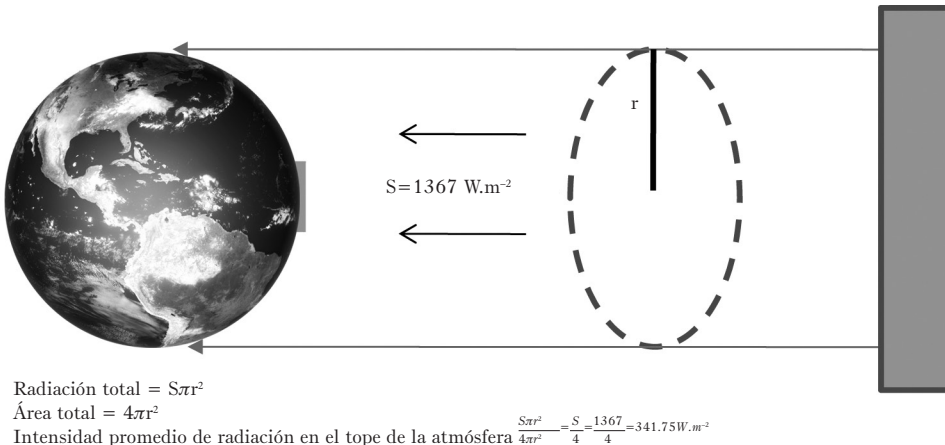 r
S=1367 W.m⁻²
Radiación total = Sπr²
Área total = 4πr²
Intensidad promedio de radiación en el tope de la atmósfera Sπr²/4πr² = S/4 = 1367/4 = 341.75W.m⁻²